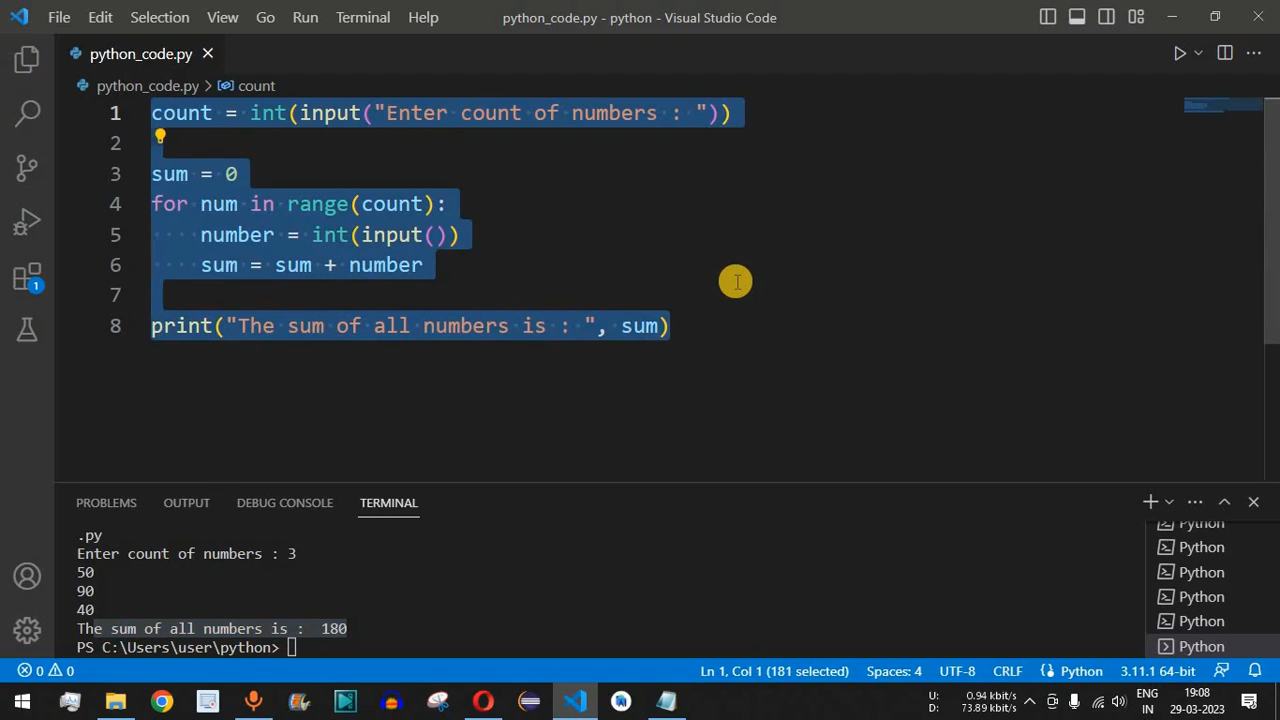 File Edit Selection View Go Run Terminal Help python_code.py - python - Visual Studio Code
python_code.py
python_code.py > count
1 count = int(input("Enter count of numbers : "))
2
3 sum = 0
4 for num in range(count):
5     number = int(input())
6     sum = sum + number
7
8 print("The sum of all numbers is : ", sum)
PROBLEMS OUTPUT DEBUG CONSOLE TERMINAL
.py
Enter count of numbers : 3
50
90
40
The sum of all numbers is :  180
PS C:\Users\user\python>
Python
Python
Python
Python
Python
Python
1
0 0 Ln 1, Col 1 (181 selected) Spaces: 4 UTF-8 CRLF Python 3.11.1 64-bit
U: 0.94 kbit/s
D: 73.89 kbit/s
ENG
IN
19:08
29-03-2023